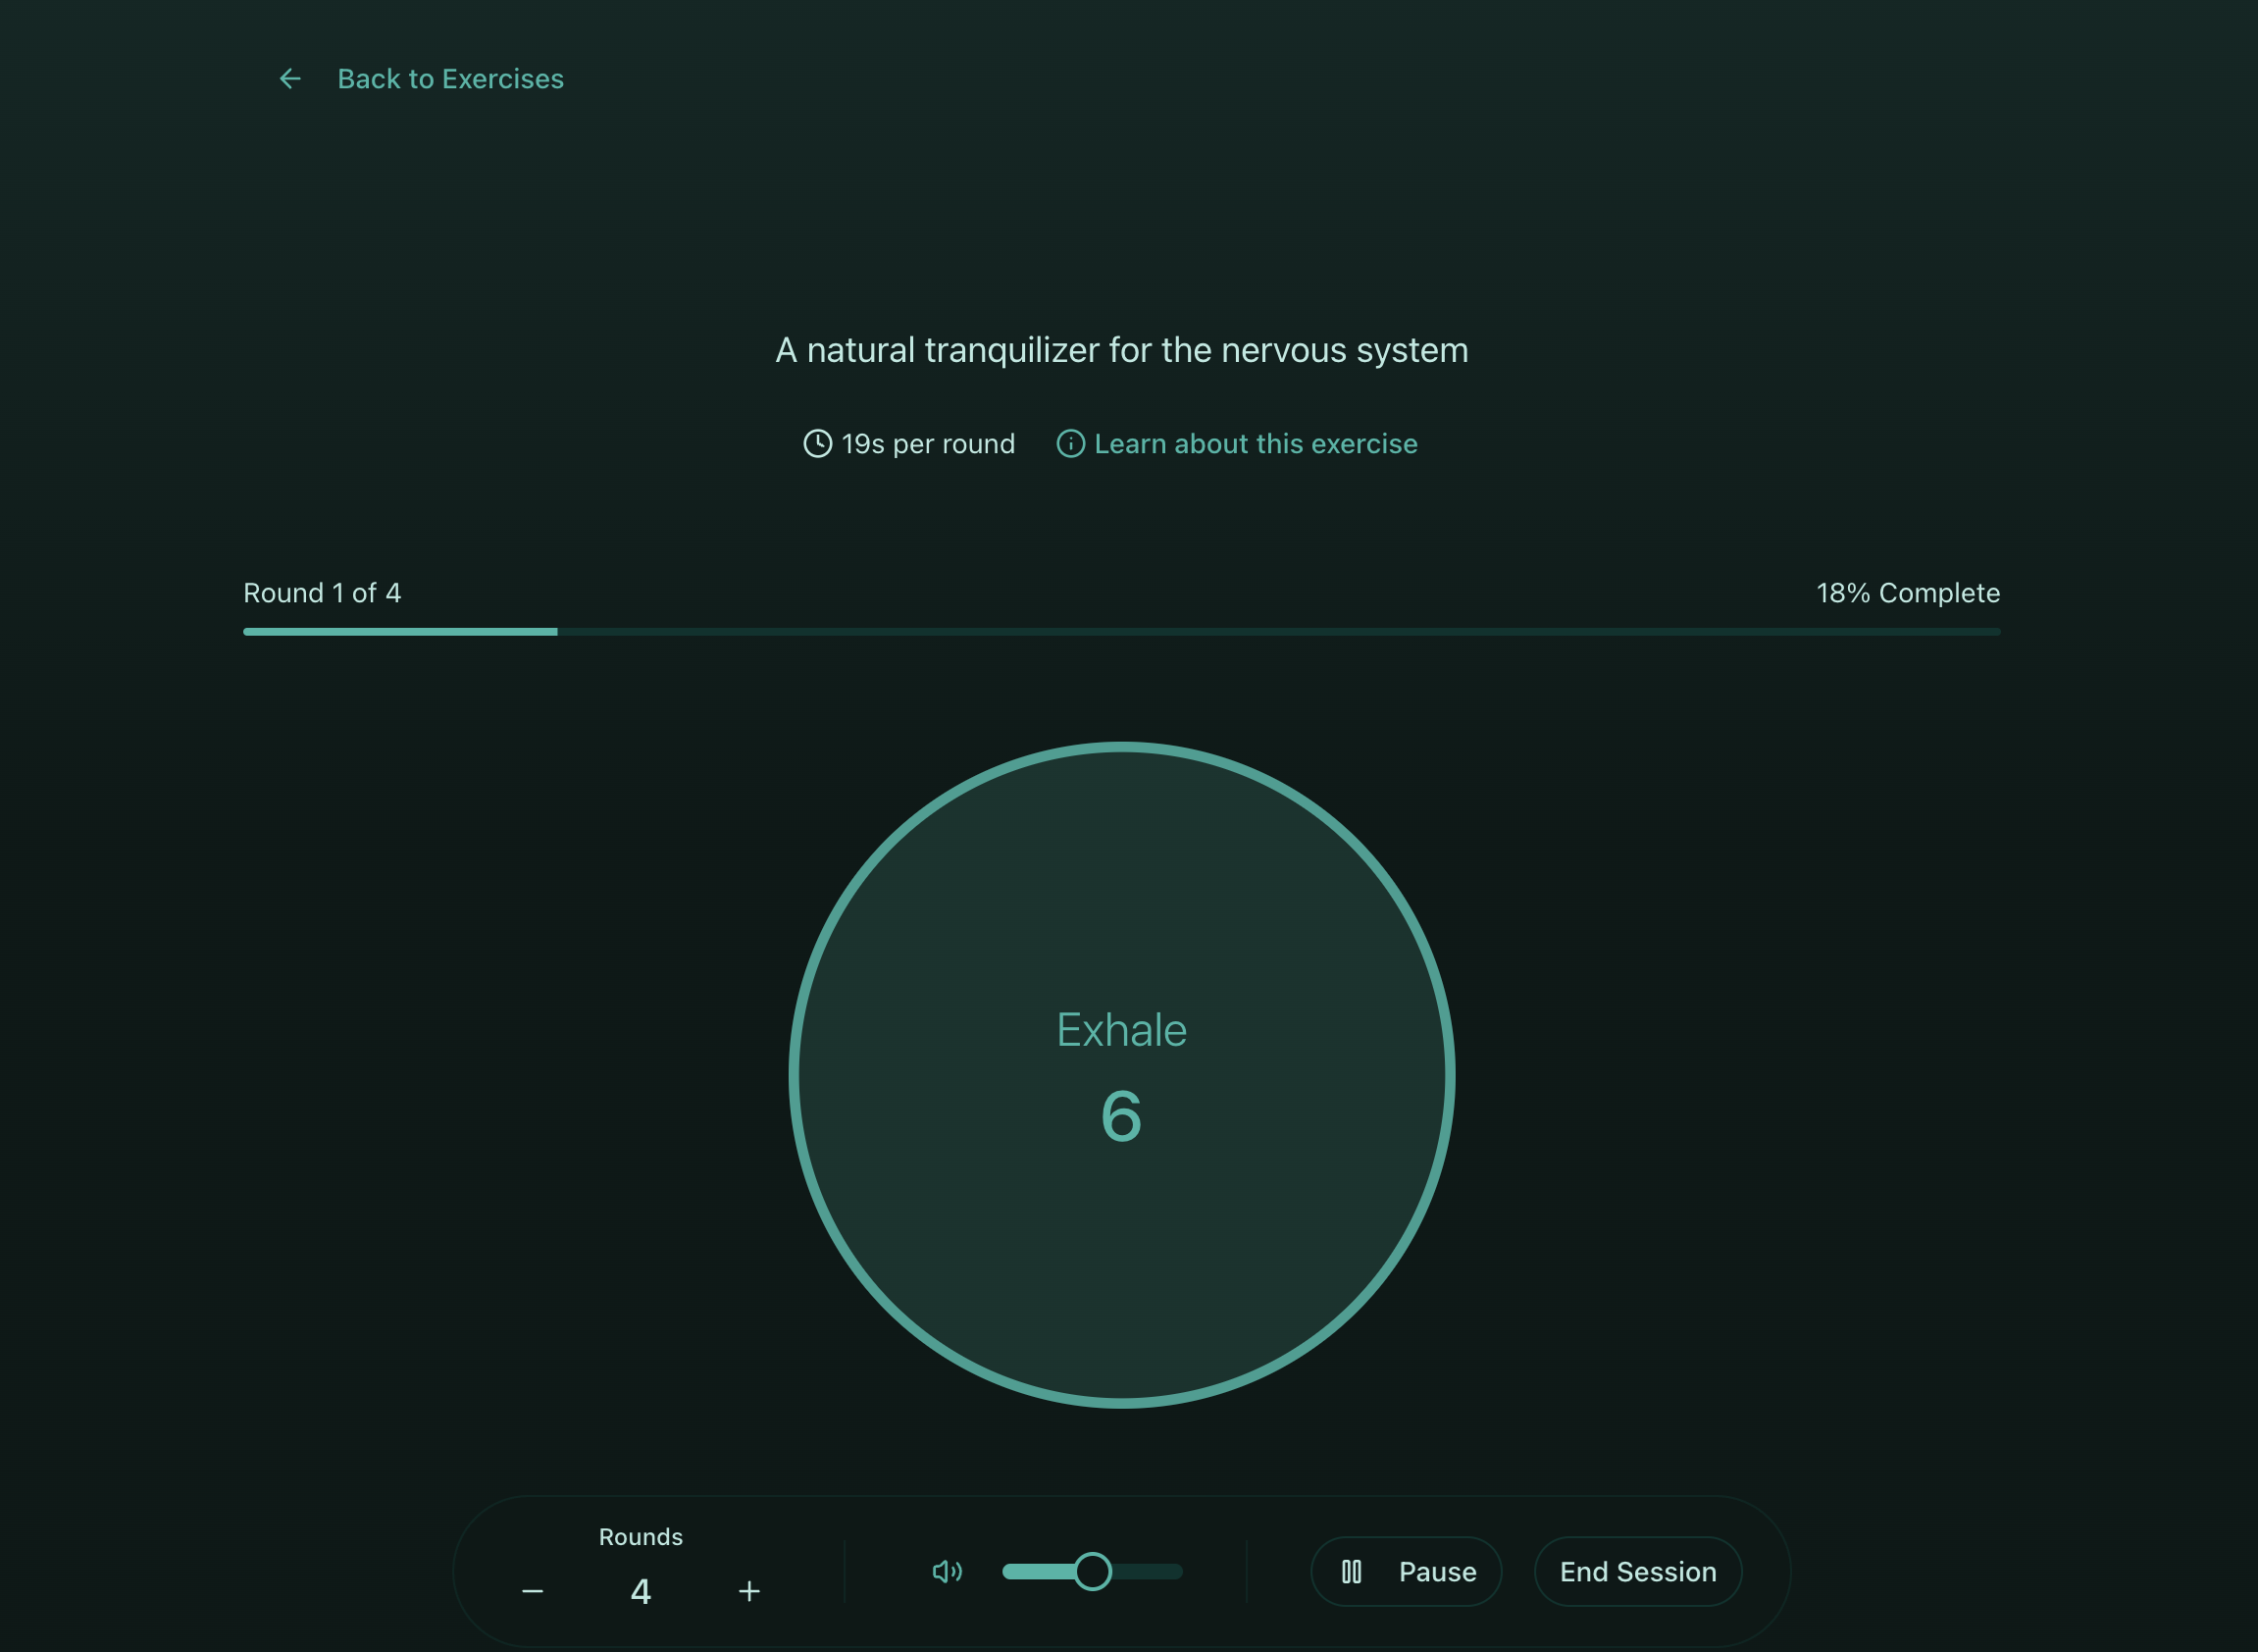 Back to Exercises
A natural tranquilizer for the nervous system
19s per round Learn about this exercise
Round 1 of 4 18% Complete
Exhale
6
Rounds
4
Pause End Session